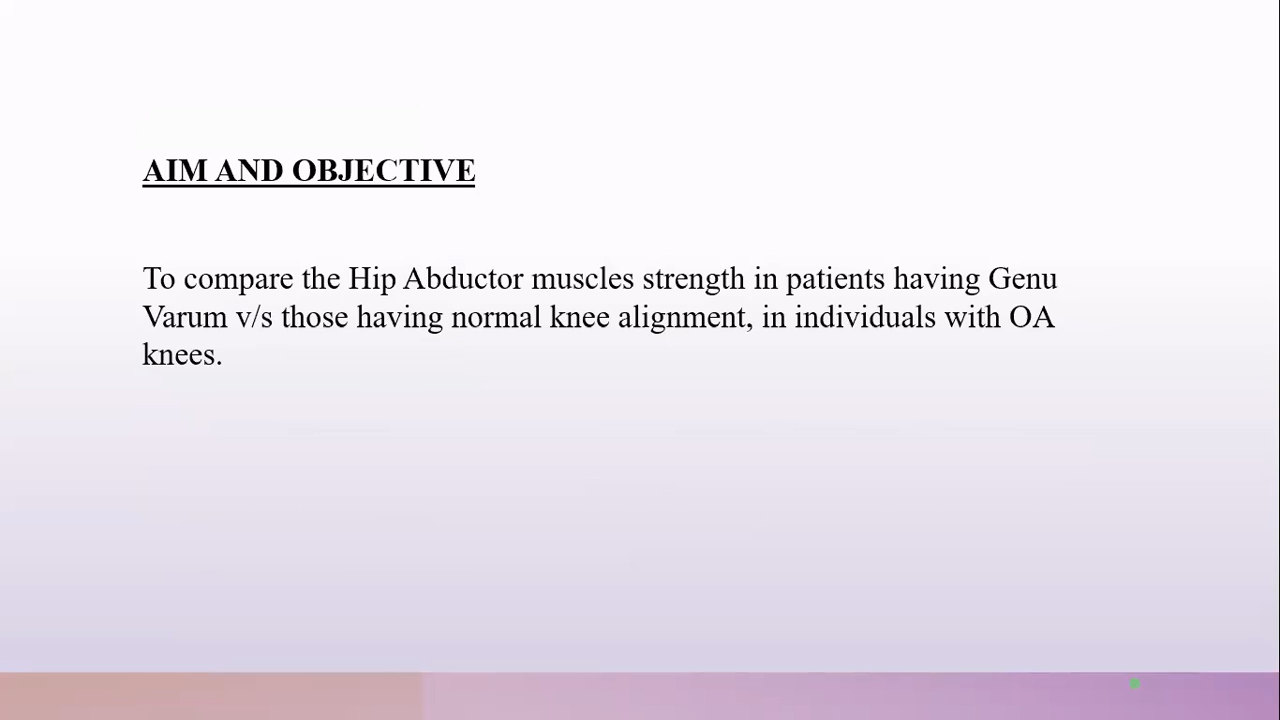 AIM AND OBJECTIVE
To compare the Hip Abductor muscles strength in patients having Genu
Varum v/s those having normal knee alignment, in individuals with OA
knees.